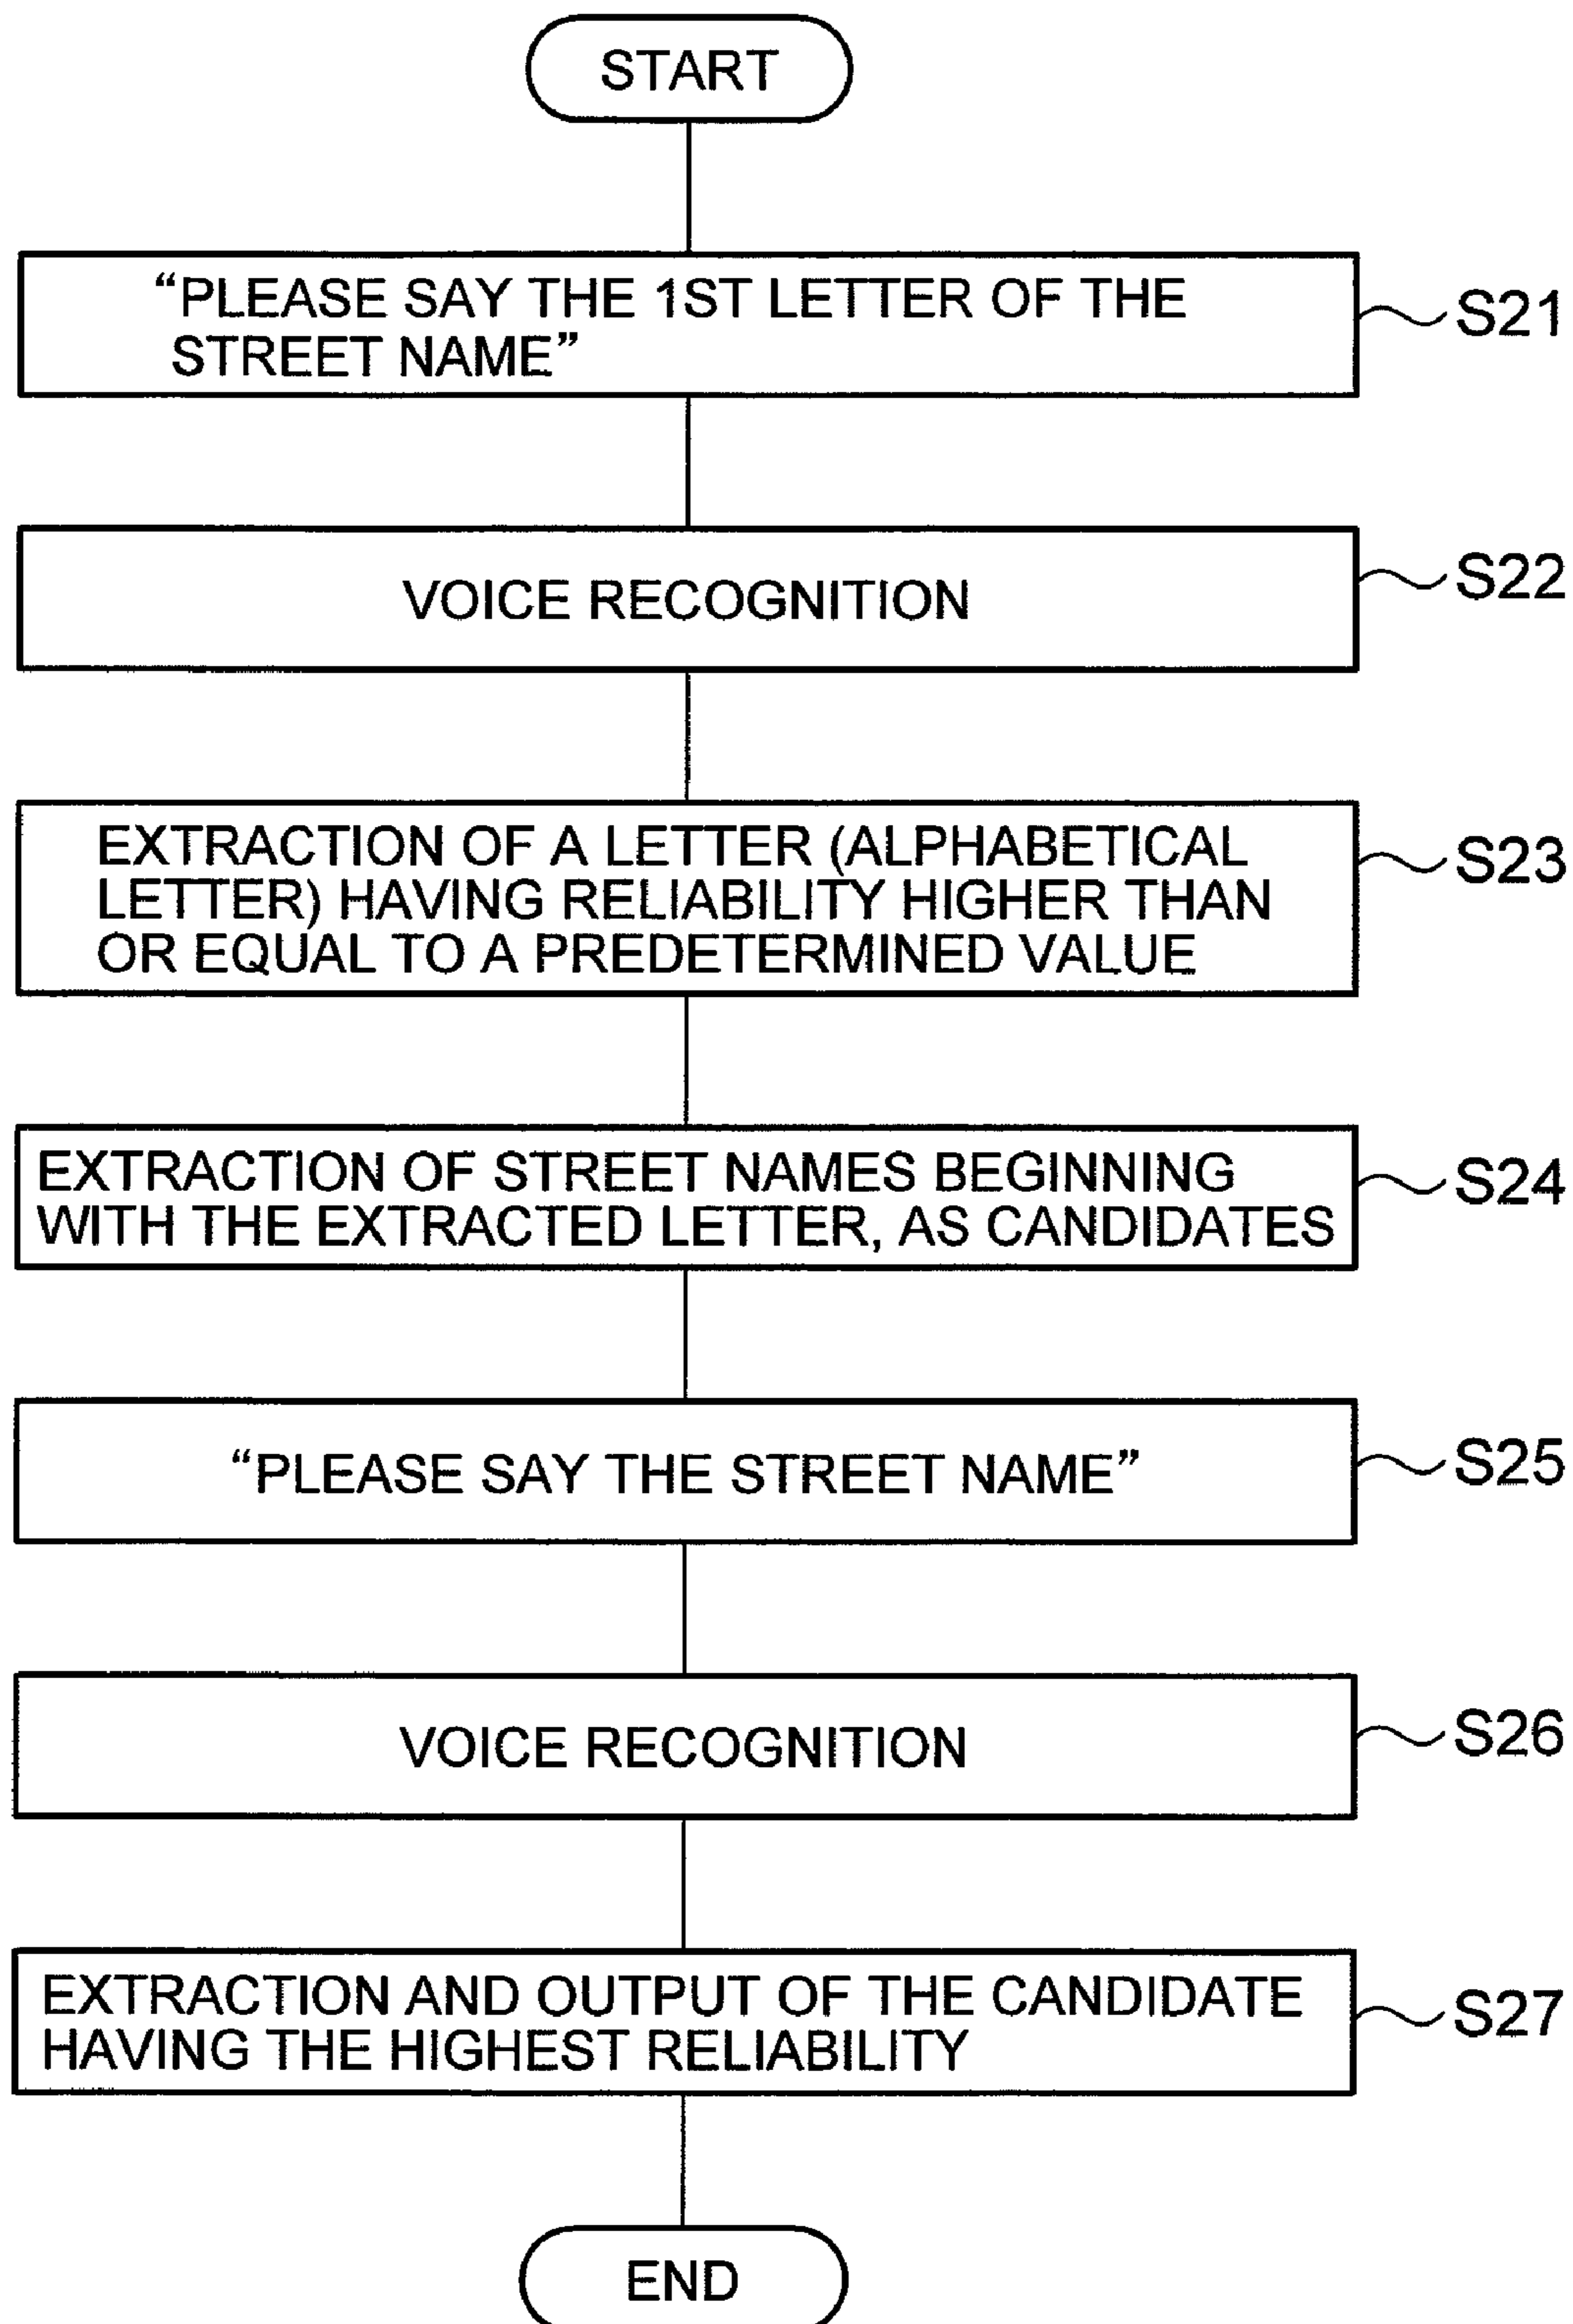 START
“PLEASE SAY THE 1ST LETTER OF THE
STREET NAME”
S21
VOICE RECOGNITION
S22
EXTRACTION OF A LETTER (ALPHABETICAL
LETTER) HAVING RELIABILITY HIGHER THAN
OR EQUAL TO A PREDETERMINED VALUE
S23
EXTRACTION OF STREET NAMES BEGINNING
WITH THE EXTRACTED LETTER, AS CANDIDATES
S24
“PLEASE SAY THE STREET NAME”
S25
VOICE RECOGNITION
S26
EXTRACTION AND OUTPUT OF THE CANDIDATE
HAVING THE HIGHEST RELIABILITY
S27
END